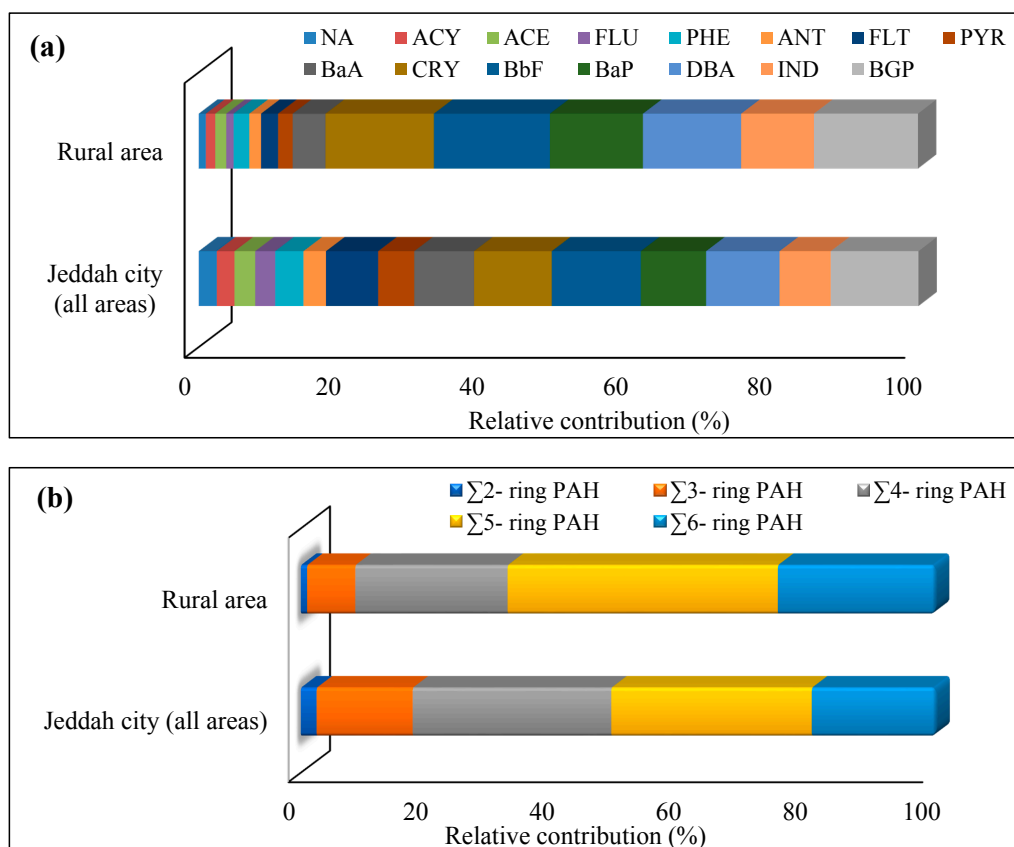 (a)
NA ACY ACE FLU PHE ANT FLT PYR
BaA CRY BbF BaP DBA IND BGP
Rural area
Jeddah city
(all areas)
0 20 40 60 80 100
Relative contribution (%)
(b)
∑2- ring PAH ∑3- ring PAH ∑4- ring PAH
∑5- ring PAH ∑6- ring PAH
Rural area
Jeddah city (all areas)
0 20 40 60 80 100
Relative contribution (%)